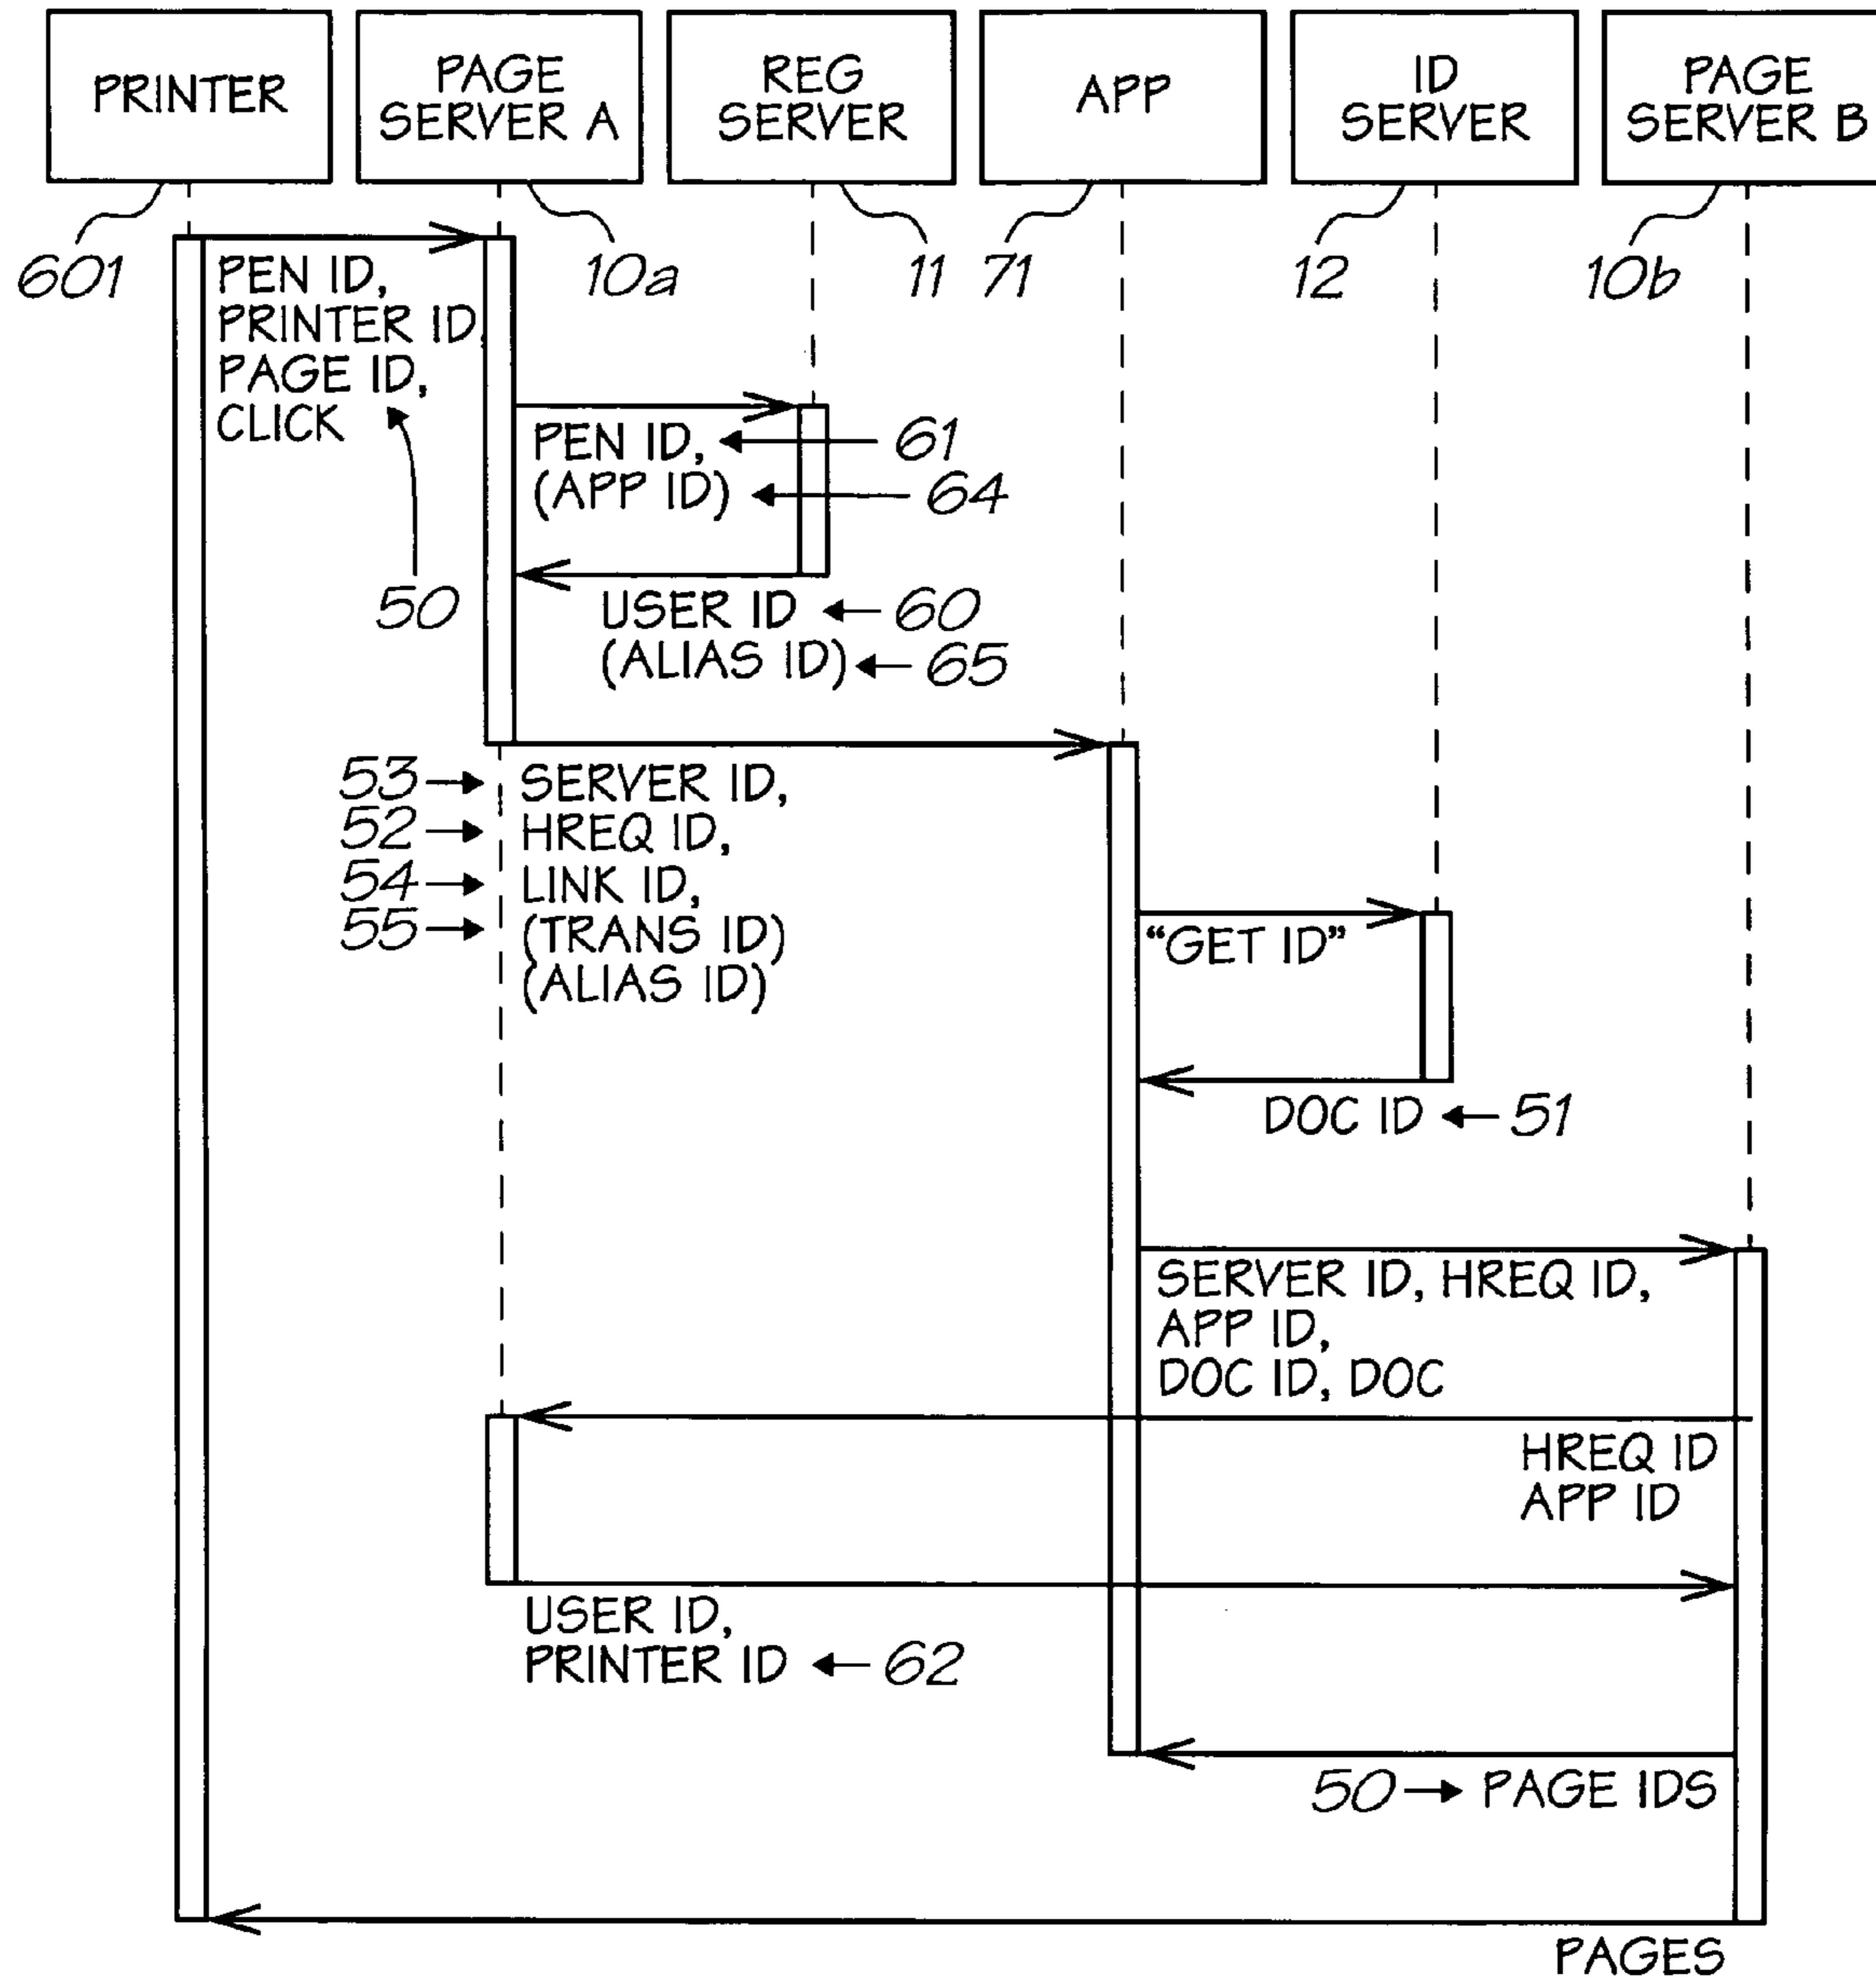 PRINTER
PAGE
SERVER A
REG
SERVER
APP
ID
SERVER
PAGE
SERVER B
601
10a
11
71
12
10b
PEN ID,
PRINTER ID
PAGE ID,
CLICK
50
PEN ID,
(APP ID)
61
64
USER ID
(ALIAS ID)
60
65
53
52
54
55
SERVER ID,
HREQ ID,
LINK ID,
(TRANS ID)
(ALIAS ID)
“GET ID”
DOC ID
51
SERVER ID, HREQ ID,
APP ID,
DOC ID, DOC
HREQ ID
APP ID
USER ID,
PRINTER ID
62
50
PAGE IDS
PAGES